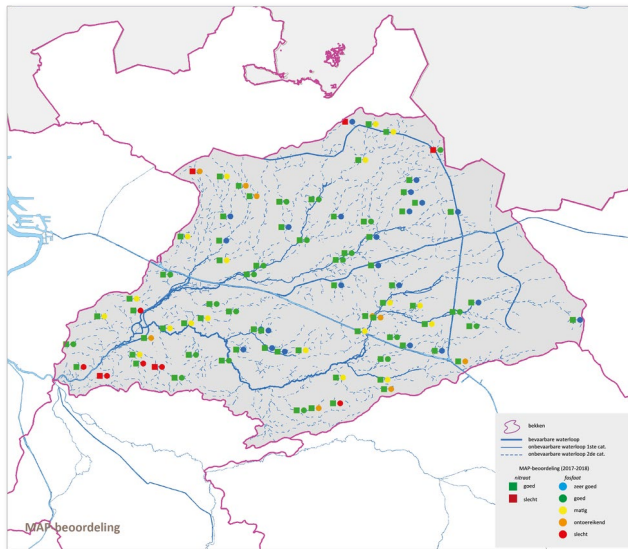 bekken
bevaarbare waterloop
onbevaarbare waterloop 1ste cat.
onbevaarbare waterloop 2de cat.
MAP-beoordeling (2017-2018)
nitraat fosfaat
goed zeer goed
slecht goed
matig
ontoereikend
slecht
MAP-beoordeling